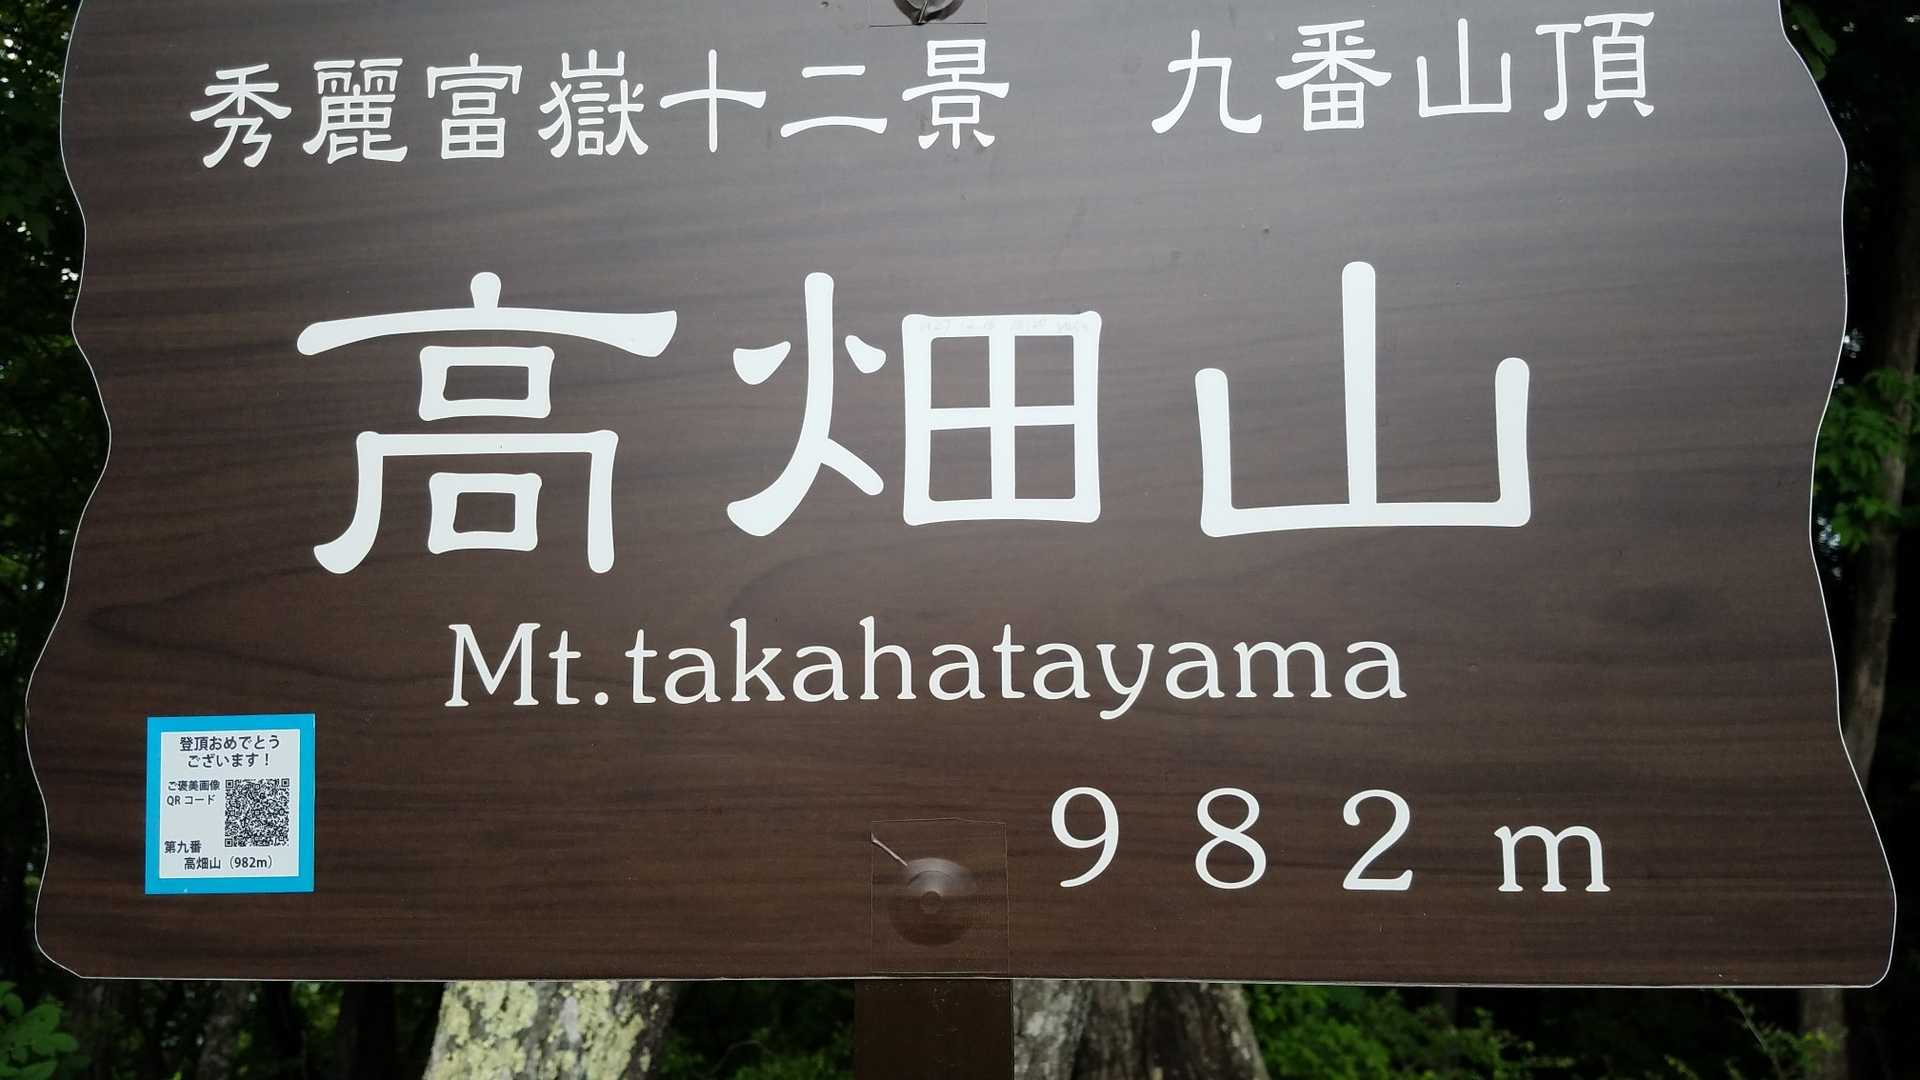 秀麗富嶽十二景　九番山頂
高畑山
Mt.takahatayama
982m
登頂おめでとう
ございます！
ご褒美画像
QRコード
第九番
高畑山（982m）